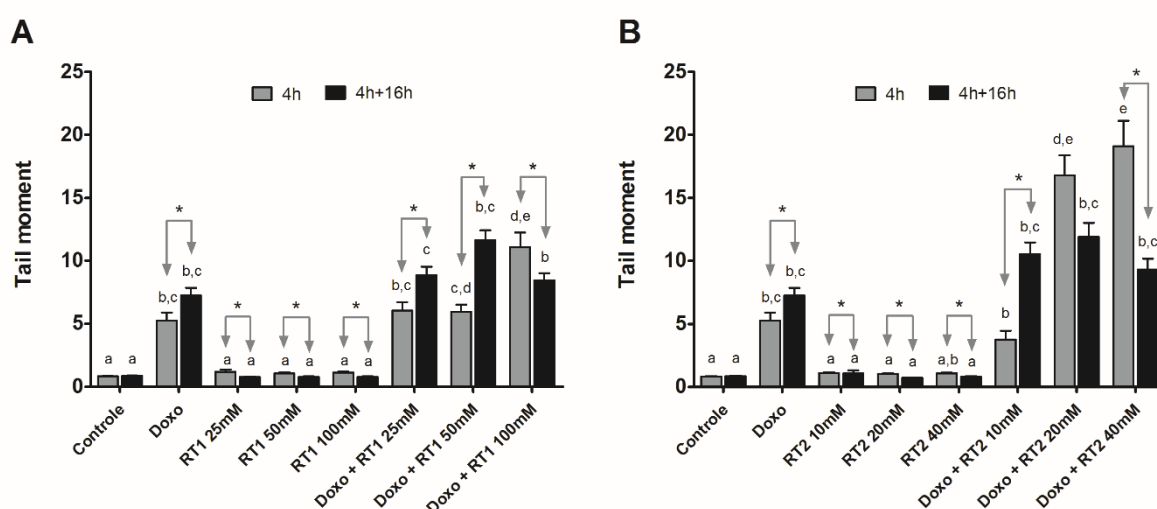 A
25
20
15
10
5
0
Tail moment
4h
4h+16h
a
a
*
b,c
b,c
*
a
a
*
a
a
*
a
a
*
b,c
c
*
c,d
b,c
*
d,e
b
Controle
Doxo
RT1 25mM
RT1 50mM
RT1 100mM
Doxo + RT1 25mM
Doxo + RT1 50mM
Doxo + RT1 100mM
B
25
20
15
10
5
0
Tail moment
4h
4h+16h
a
a
*
b,c
b,c
*
a
a
*
a
a
*
a,b
a
*
b
b,c
d,e
b,c
*
e
b,c
Controle
Doxo
RT2 10mM
RT2 20mM
RT2 40mM
Doxo + RT2 10mM
Doxo + RT2 20mM
Doxo + RT2 40mM